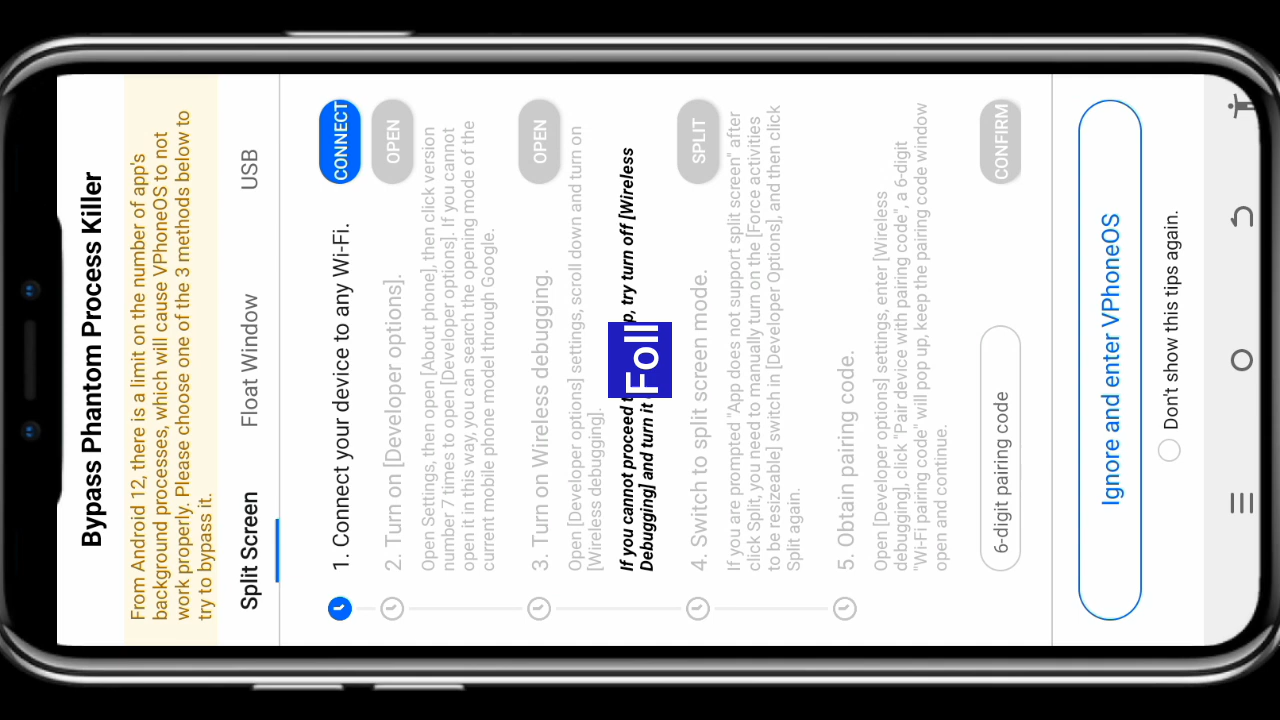 Bypass Phantom Process Killer
From Android 12, there is a limit on the number of app's
background processes, which will cause VPhoneOS to not
work properly. Please choose one of the 3 methods below to
try to bypass it.
Split Screen Float Window USB
1. Connect your device to any Wi-Fi. CONNECT
2. Turn on [Developer options]. OPEN
Open Settings, then open [About phone], then click version
number 7 times to open [Developer options]. If you cannot
open it in this way, you can search the opening mode of the
current mobile phone model through Google.
3. Turn on Wireless debugging. OPEN
Open [Developer options] settings, scroll down and turn on
[Wireless debugging].
If you cannot proceed try turn off [Wireless
Debugging] and turn it
Foll
4. Switch to split screen mode. SPLIT
If you are prompted "App does not support split screen" after
click Split, you need to manually turn on the [Force activities
to be resizeable] switch in [Developer Options], and then click
Split again.
5. Obtain pairing code.
Open [Developer options] settings, enter [Wireless
debugging], click "Pair device with pairing code", a 6-digit
"Wi-Fi pairing code" will pop up, keep the pairing code window
open and continue.
6-digit pairing code CONFIRM
Ignore and enter VPhoneOS
Don't show this tips again.